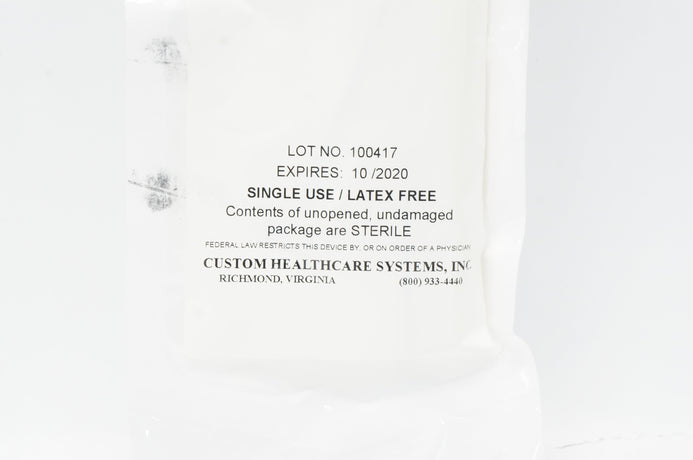 LOT NO. 100417
EXPIRES: 10 /2020
SINGLE USE / LATEX FREE
Contents of unopened, undamaged
package are STERILE
FEDERAL LAW RESTRICTS THIS DEVICE BY, OR ON ORDER OF A PHYSICIAN
CUSTOM HEALTHCARE SYSTEMS, INC.
RICHMOND, VIRGINIA (800) 933-4440